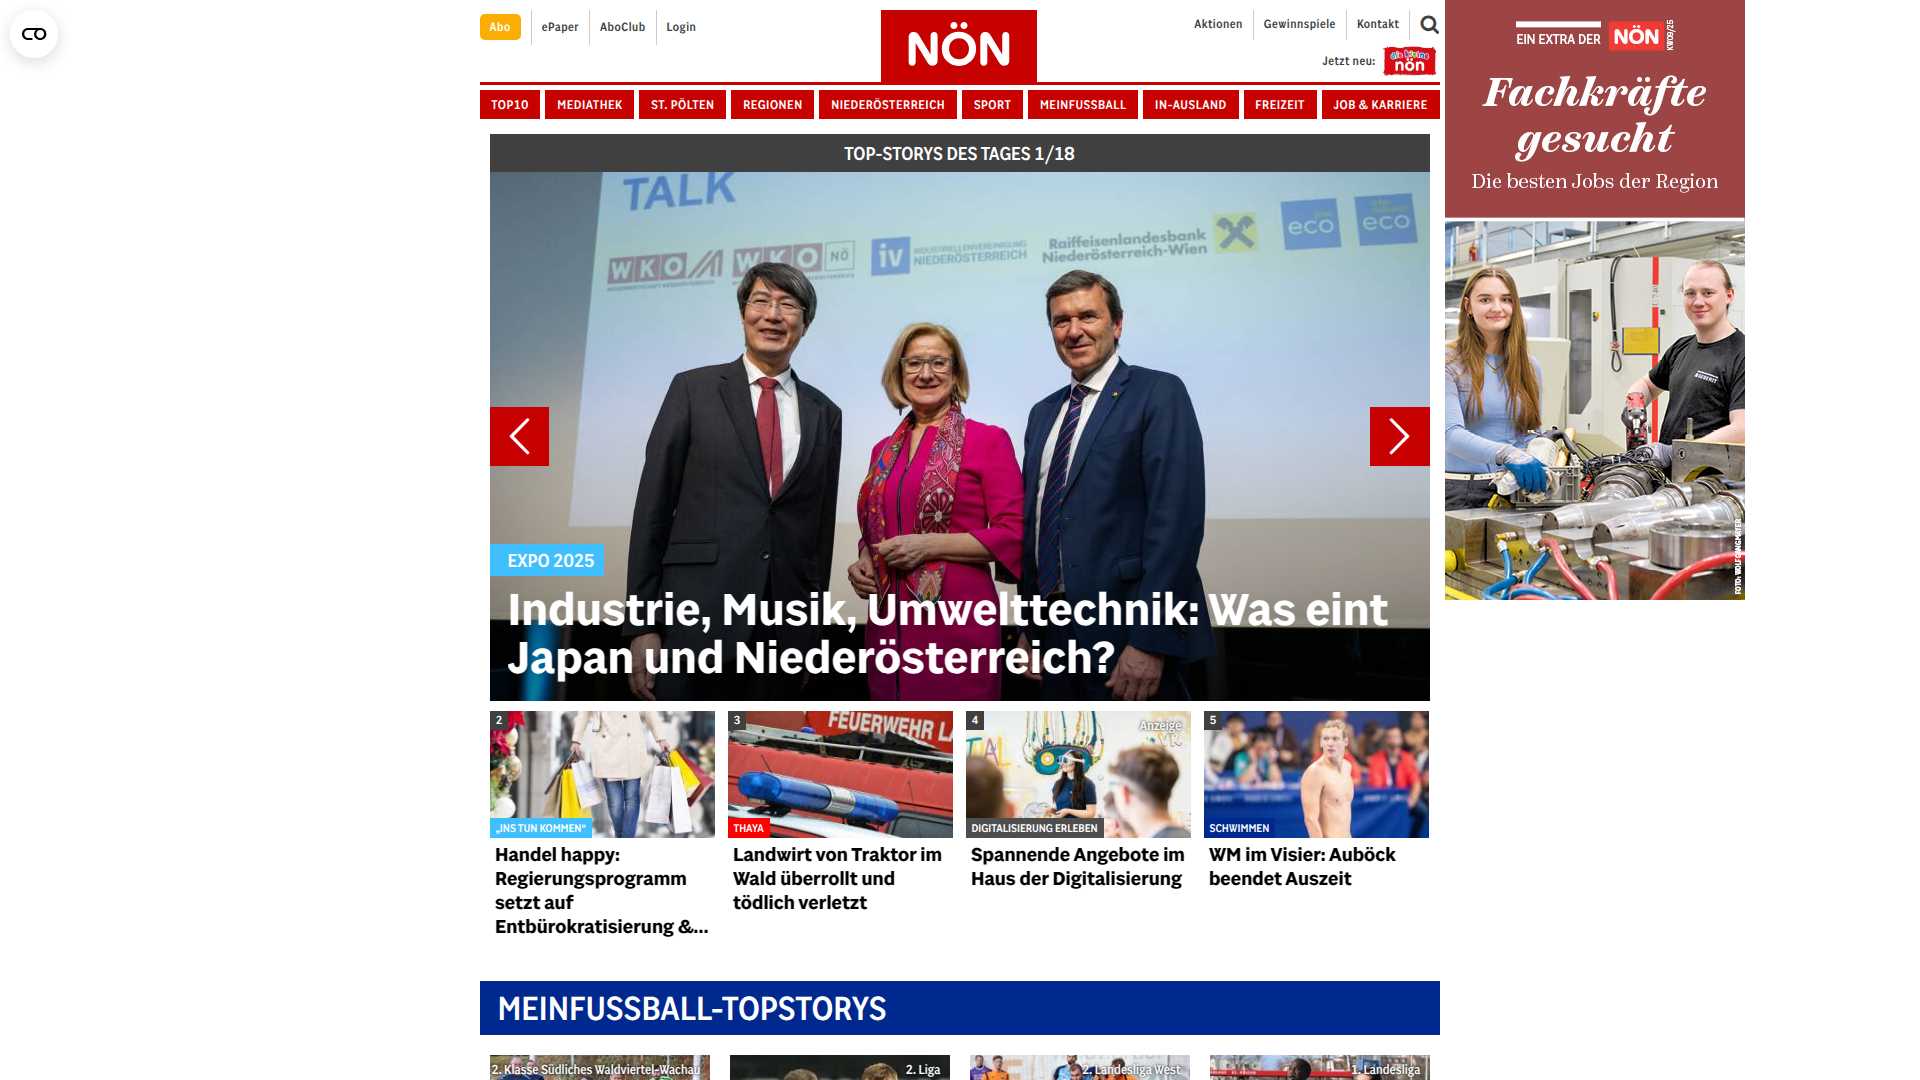 Abo
ePaper
AboClub
Login
NÖN
Aktionen
Gewinnspiele
Kontakt
Jetzt neu:
die kleine
nön
TOP10
MEDIATHEK
ST. PÖLTEN
REGIONEN
NIEDERÖSTERREICH
SPORT
MEINFUSSBALL
IN-AUSLAND
FREIZEIT
JOB & KARRIERE
TOP-STORYS DES TAGES 1/18
TALK
WKO
WKO NÖ
iv INDUSTRIELLENVEREINIGUNG
NIEDERÖSTERREICH
Raiffeisenlandesbank
Niederösterreich-Wien
eco
eco
EXPO 2025
Industrie, Musik, Umwelttechnik: Was eint
Japan und Niederösterreich?
2
„INS TUN KOMMEN“
Handel happy:
Regierungsprogramm
setzt auf
Entbürokratisierung &...
3
FEUERWEHR LA
THAYA
Landwirt von Traktor im
Wald überrollt und
tödlich verletzt
4
Anzeige
DIGITALISIERUNG ERLEBEN
Spannende Angebote im
Haus der Digitalisierung
5
SCHWIMMEN
WM im Visier: Auböck
beendet Auszeit
MEINFUSSBALL-TOPSTORYS
2. Klasse Südliches Waldviertel-Wachau
2. Liga
2. Landesliga West
1. Landesliga
EIN EXTRA DER NÖN
KW09/25
Fachkräfte
gesucht
Die besten Jobs der Region